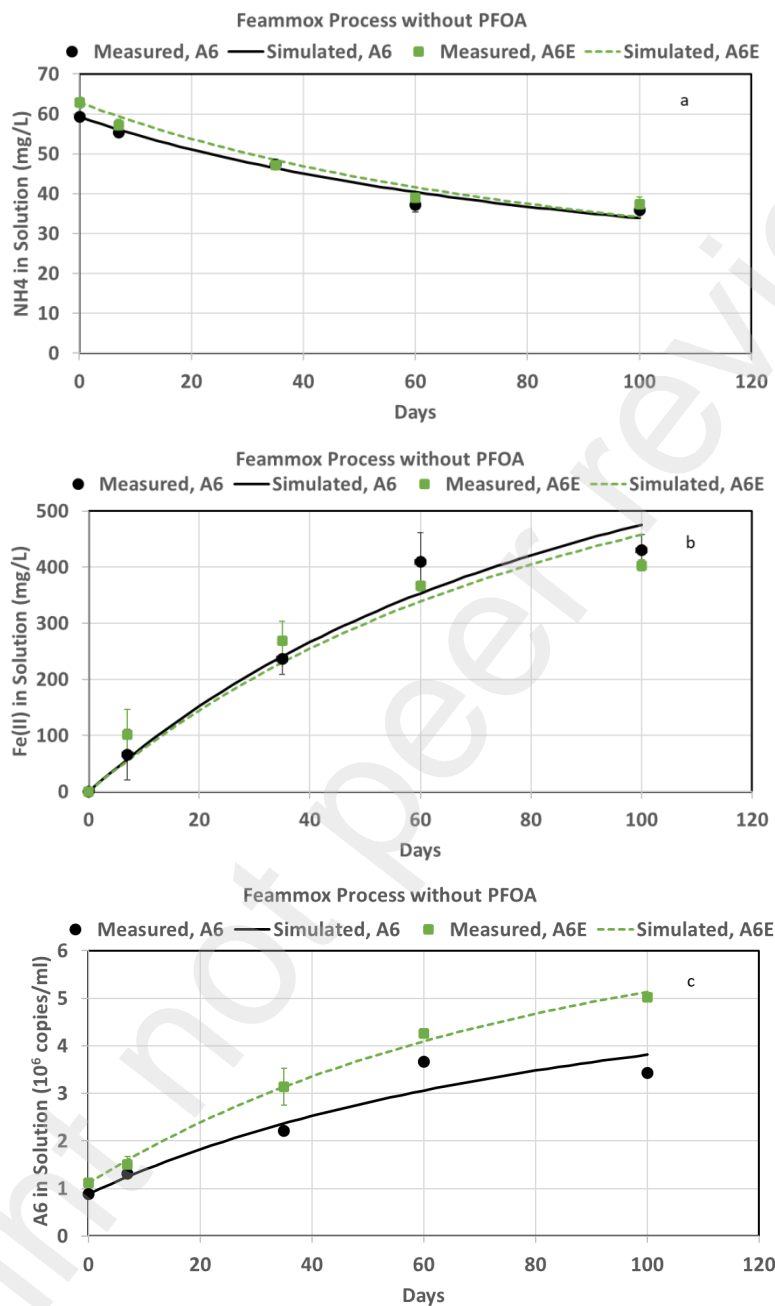 Feammox Process without PFOA
Measured, A6 Simulated, A6 Measured, A6E Simulated, A6E
70
60
50
40
30
20
10
0
NH4 in Solution (mg/L)
a
0 20 40 60 80 100 120
Days
Feammox Process without PFOA
Measured, A6 Simulated, A6 Measured, A6E Simulated, A6E
500
400
300
200
100
0
Fe(II) in Solution (mg/L)
b
0 20 40 60 80 100 120
Days
Feammox Process without PFOA
Measured, A6 Simulated, A6 Measured, A6E Simulated, A6E
6
5
4
3
2
1
0
A6 in Solution (10⁶ copies/ml)
c
0 20 40 60 80 100 120
Days
not peer review